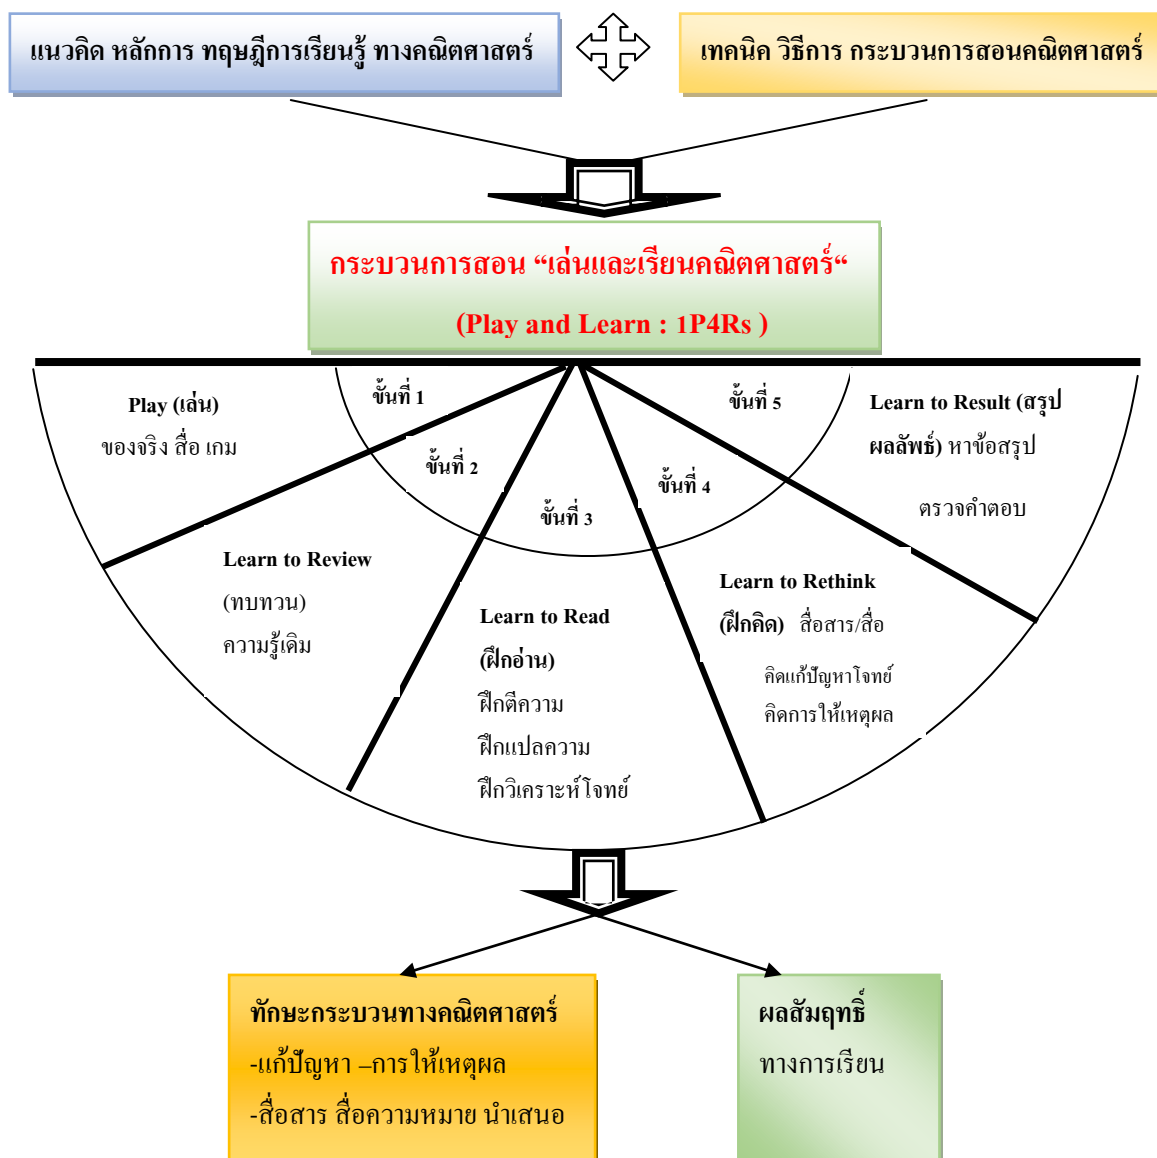 แนวคิด หลักการ ทฤษฎีการเรียนรู้ ทางคณิตศาสตร์
เทคนิค วิธีการ กระบวนการสอนคณิตศาสตร์
กระบวนการสอน “เล่นและเรียนคณิตศาสตร์“
(Play and Learn : 1P4Rs )
ขั้นที่ 1
Play (เล่น)
ของจริง สื่อ เกม
ขั้นที่ 2
Learn to Review
(ทบทวน)
ความรู้เดิม
ขั้นที่ 3
Learn to Read
(ฝึกอ่าน)
ฝึกตีความ
ฝึกแปลความ
ฝึกวิเคราะห์โจทย์
ขั้นที่ 4
Learn to Rethink
(ฝึกคิด) สื่อสาร/สื่อ
คิดแก้ปัญหาโจทย์
คิดการให้เหตุผล
ขั้นที่ 5
Learn to Result (สรุป
ผลลัพธ์) หาข้อสรุป
ตรวจคำตอบ
ทักษะกระบวนทางคณิตศาสตร์
-แก้ปัญหา –การให้เหตุผล
-สื่อสาร สื่อความหมาย นำเสนอ
ผลสัมฤทธิ์
ทางการเรียน